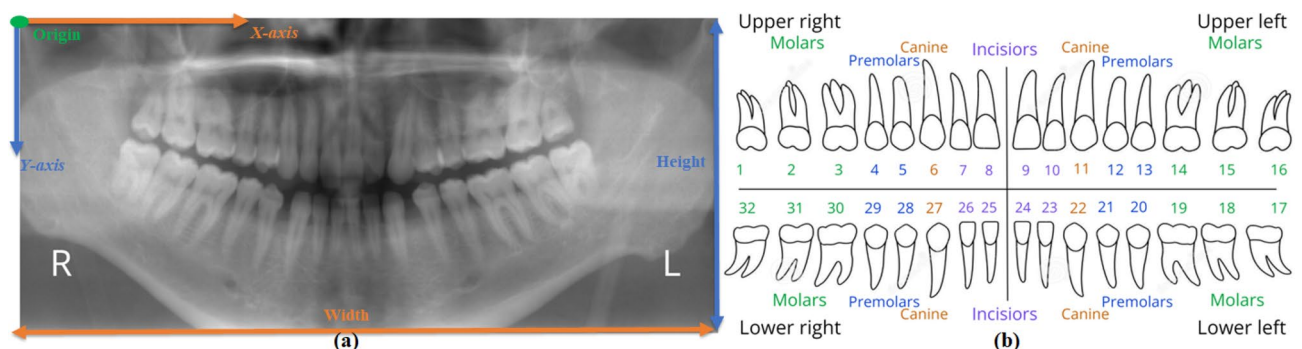 Origin
X-axis
Y-axis
Height
R
L
Width
(a)
Upper right
Upper left
Molars
Canine
Incisiors
Canine
Molars
Premolars
Premolars
1 2 3 4 5 6 7 8 9 10 11 12 13 14 15 16
32 31 30 29 28 27 26 25 24 23 22 21 20 19 18 17
Molars
Premolars
Canine
Incisiors
Canine
Premolars
Molars
Lower right
Lower left
(b)